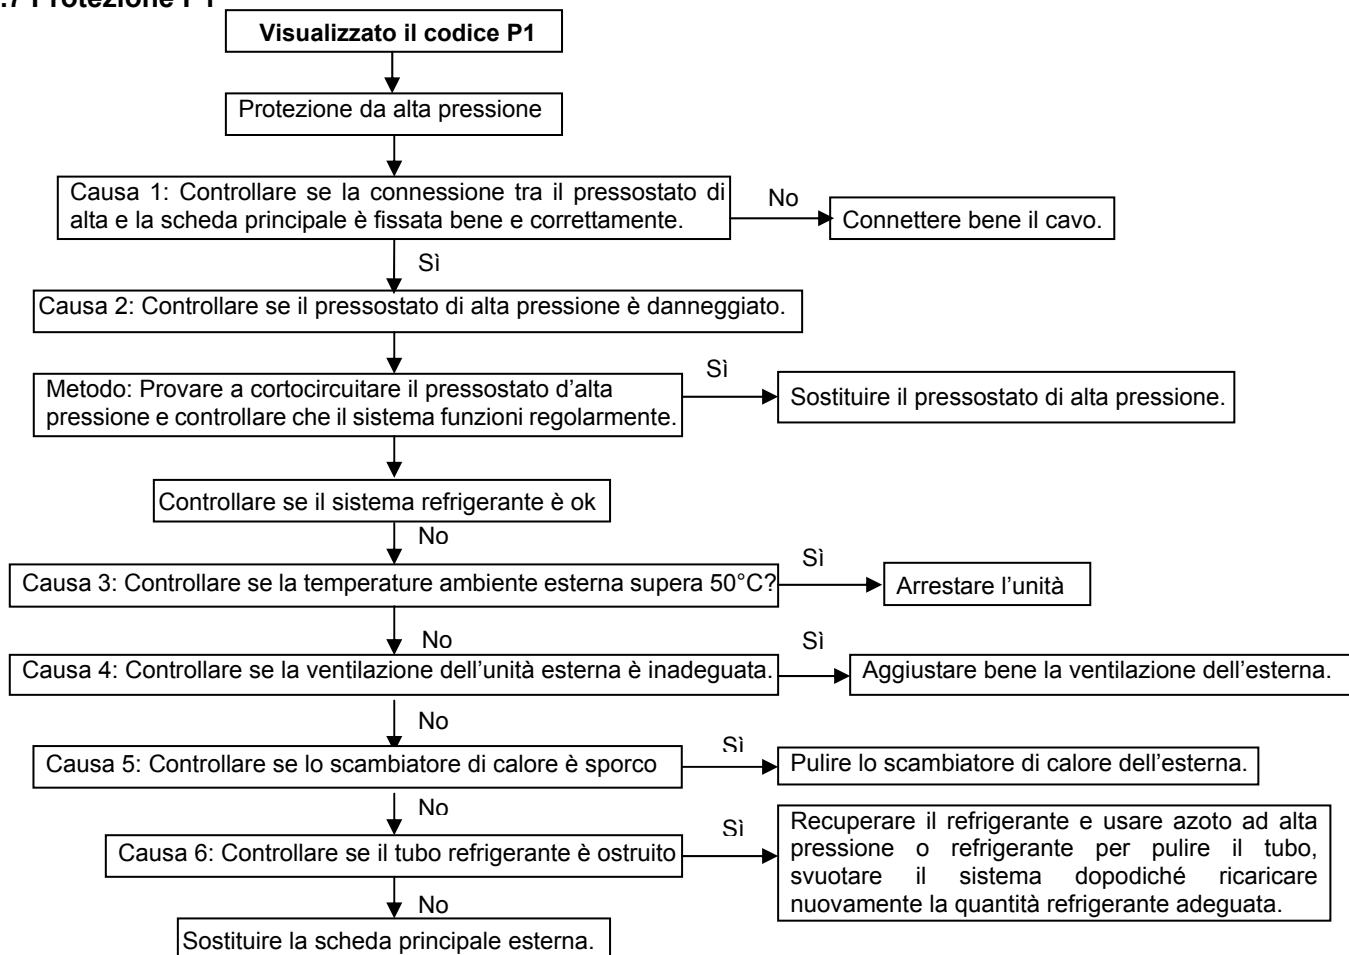 .7 Protezione P1
Visualizzato il codice P1
Protezione da alta pressione
Causa 1: Controllare se la connessione tra il pressostato di
alta e la scheda principale è fissata bene e correttamente.
No
Connettere bene il cavo.
Sì
Causa 2: Controllare se il pressostato di alta pressione è danneggiato.
Metodo: Provare a cortocircuitare il pressostato d’alta
pressione e controllare che il sistema funzioni regolarmente.
Sì
Sostituire il pressostato di alta pressione.
Controllare se il sistema refrigerante è ok
No
Causa 3: Controllare se la temperature ambiente esterna supera 50°C?
Sì
Arrestare l’unità
No
Causa 4: Controllare se la ventilazione dell’unità esterna è inadeguata.
Sì
Aggiustare bene la ventilazione dell’esterna.
No
Causa 5: Controllare se lo scambiatore di calore è sporco
Sì
Pulire lo scambiatore di calore dell’esterna.
No
Causa 6: Controllare se il tubo refrigerante è ostruito
Sì
Recuperare il refrigerante e usare azoto ad alta
pressione o refrigerante per pulire il tubo,
svuotare il sistema dopodiché ricaricare
nuovamente la quantità refrigerante adeguata.
No
Sostituire la scheda principale esterna.